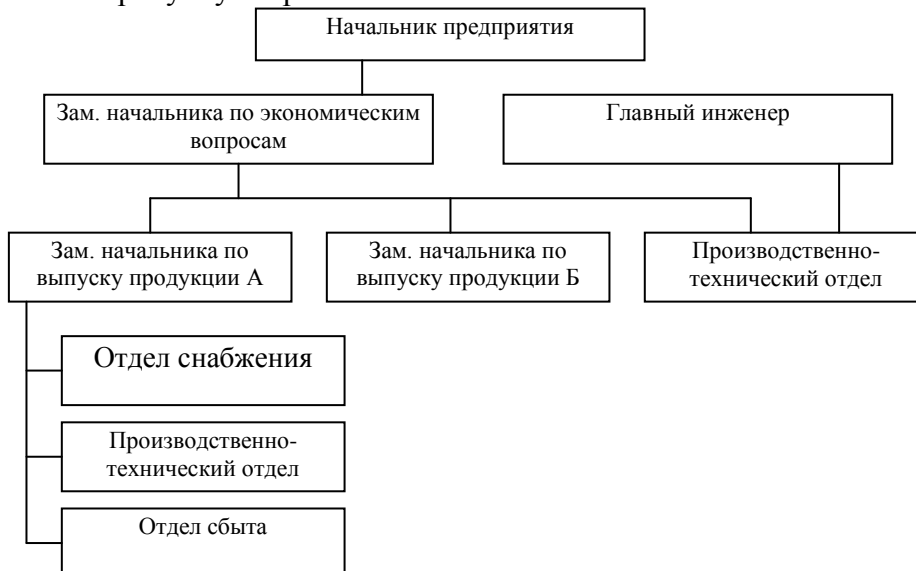 Начальник предприятия
Зам. начальника по экономическим
вопросам
Главный инженер
Зам. начальника по
выпуску продукции А
Зам. начальника по
выпуску продукции Б
Производственно-
технический отдел
Отдел снабжения
Производственно-
технический отдел
Отдел сбыта